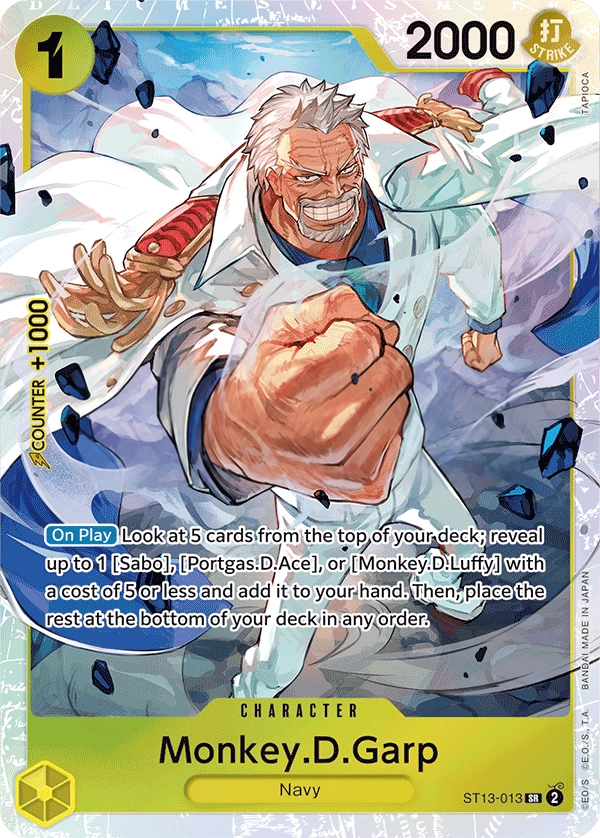 1
2000
打
STRIKE
TAPIOCA
COUNTER +1000
On Play Look at 5 cards from the top of your deck; reveal
up to 1 [Sabo], [Portgas.D.Ace], or [Monkey.D.Luffy] with
a cost of 5 or less and add it to your hand. Then, place the
rest at the bottom of your deck in any order.
©E.O./S., T.A. BANDAI MADE IN JAPAN
©EO/S
CHARACTER
Monkey.D.Garp
Navy
ST13-013 SR 2